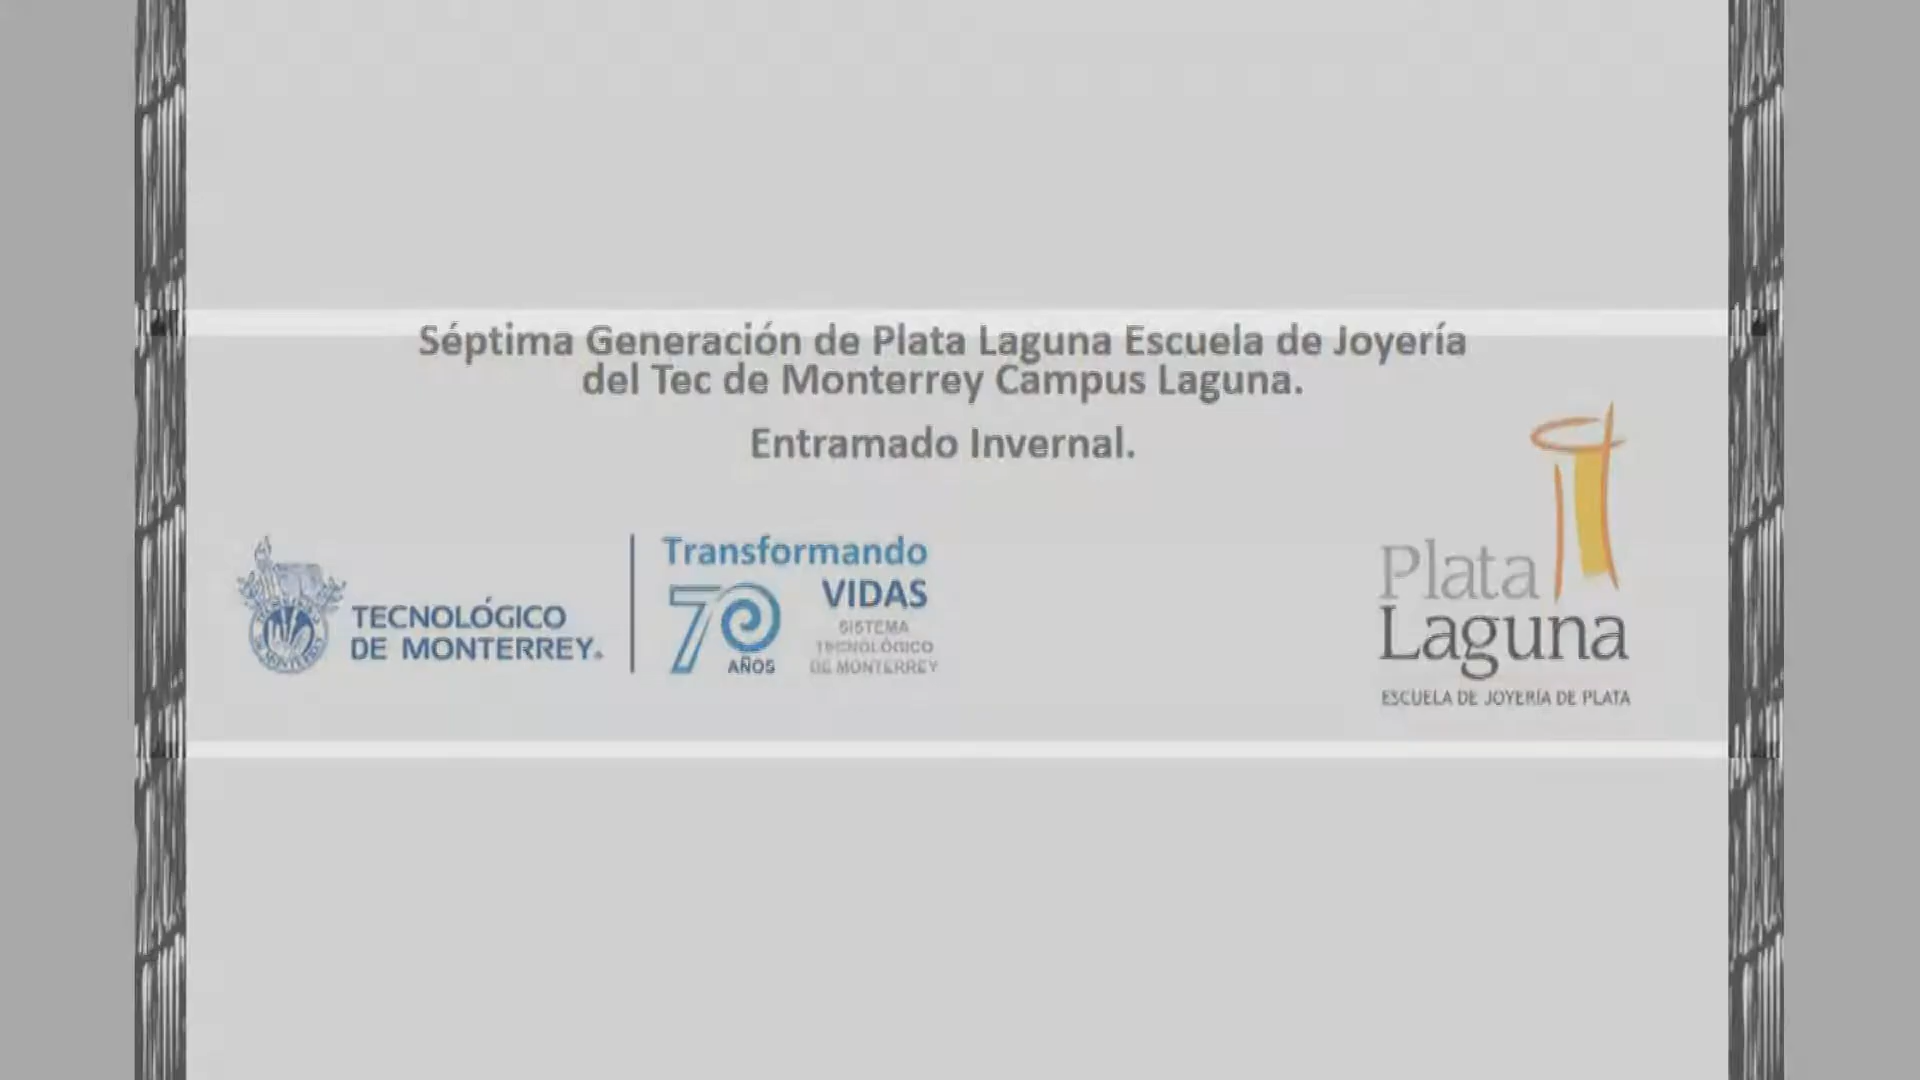 Séptima Generación de Plata Laguna Escuela de Joyería
del Tec de Monterrey Campus Laguna.
Entramado Invernal.
TECNOLÓGICO
DE MONTERREY®
Transformando
VIDAS
70
AÑOS
SISTEMA
TECNOLÓGICO
DE MONTERREY
Plata
Laguna
ESCUELA DE JOYERÍA DE PLATA